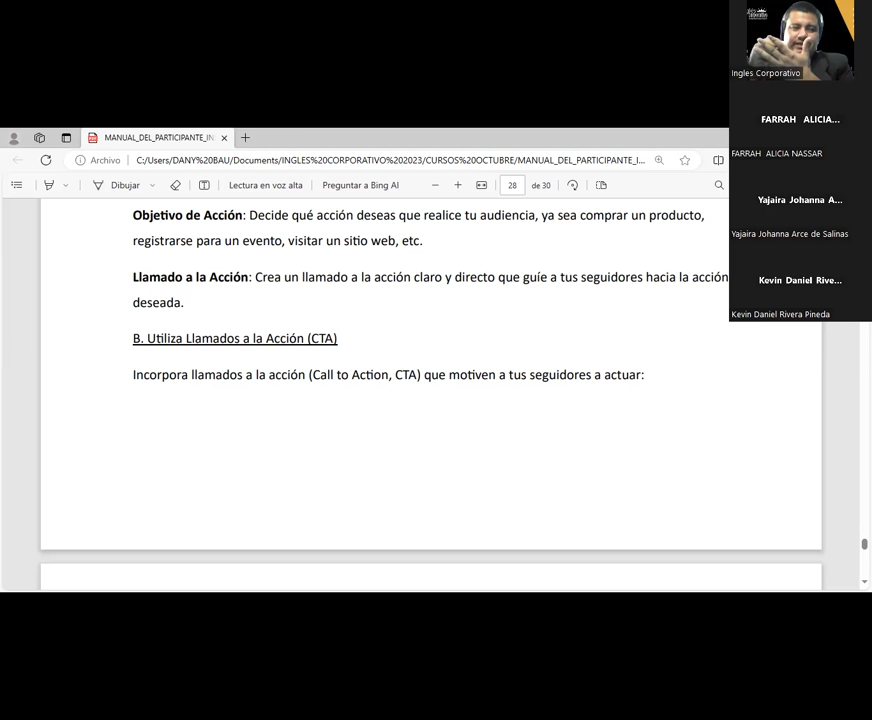 Ingles Corporativo
FARRAH ALICIA...
FARRAH ALICIA NASSAR
Yajaira Johanna A...
Yajaira Johanna Arce de Salinas
Kevin Daniel Rive...
Kevin Daniel Rivera Pineda
MANUAL_DEL_PARTICIPANTE_IN
Archivo C:/Users/DANY%20BAU/Documents/INGLES%20CORPORATIVO%202023/CURSOS%20OCTUBRE/MANUAL_DEL_PARTICIPANTE_I...
Dibujar Lectura en voz alta Preguntar a Bing AI 28 de 30
Objetivo de Acción: Decide qué acción deseas que realice tu audiencia, ya sea comprar un producto,
registrarse para un evento, visitar un sitio web, etc.
Llamado a la Acción: Crea un llamado a la acción claro y directo que guíe a tus seguidores hacia la acción
deseada.
B. Utiliza Llamados a la Acción (CTA)
Incorpora llamados a la acción (Call to Action, CTA) que motiven a tus seguidores a actuar: